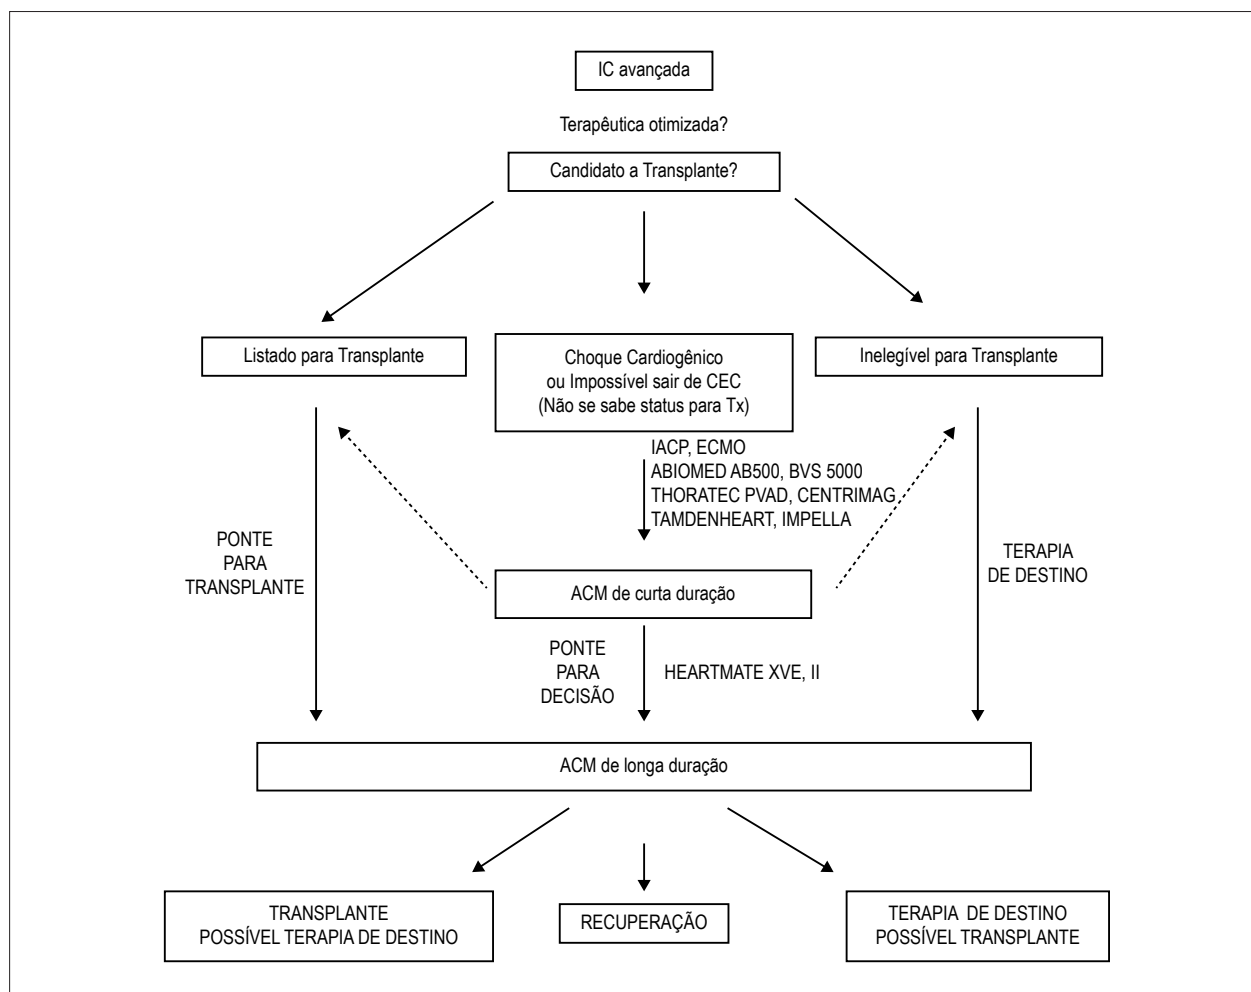 IC avançada
Terapêutica otimizada?
Candidato a Transplante?
Listado para Transplante
Choque Cardiogênico
ou Impossível sair de CEC
(Não se sabe status para Tx)
Inelegível para Transplante
IACP, ECMO
ABIOMED AB500, BVS 5000
THORATEC PVAD, CENTRIMAG
TAMDENHEART, IMPELLA
PONTE
PARA
TRANSPLANTE
TERAPIA
DE DESTINO
ACM de curta duração
PONTE
PARA
DECISÃO
HEARTMATE XVE, II
ACM de longa duração
TRANSPLANTE
POSSÍVEL TERAPIA DE DESTINO
RECUPERAÇÃO
TERAPIA DE DESTINO
POSSÍVEL TRANSPLANTE